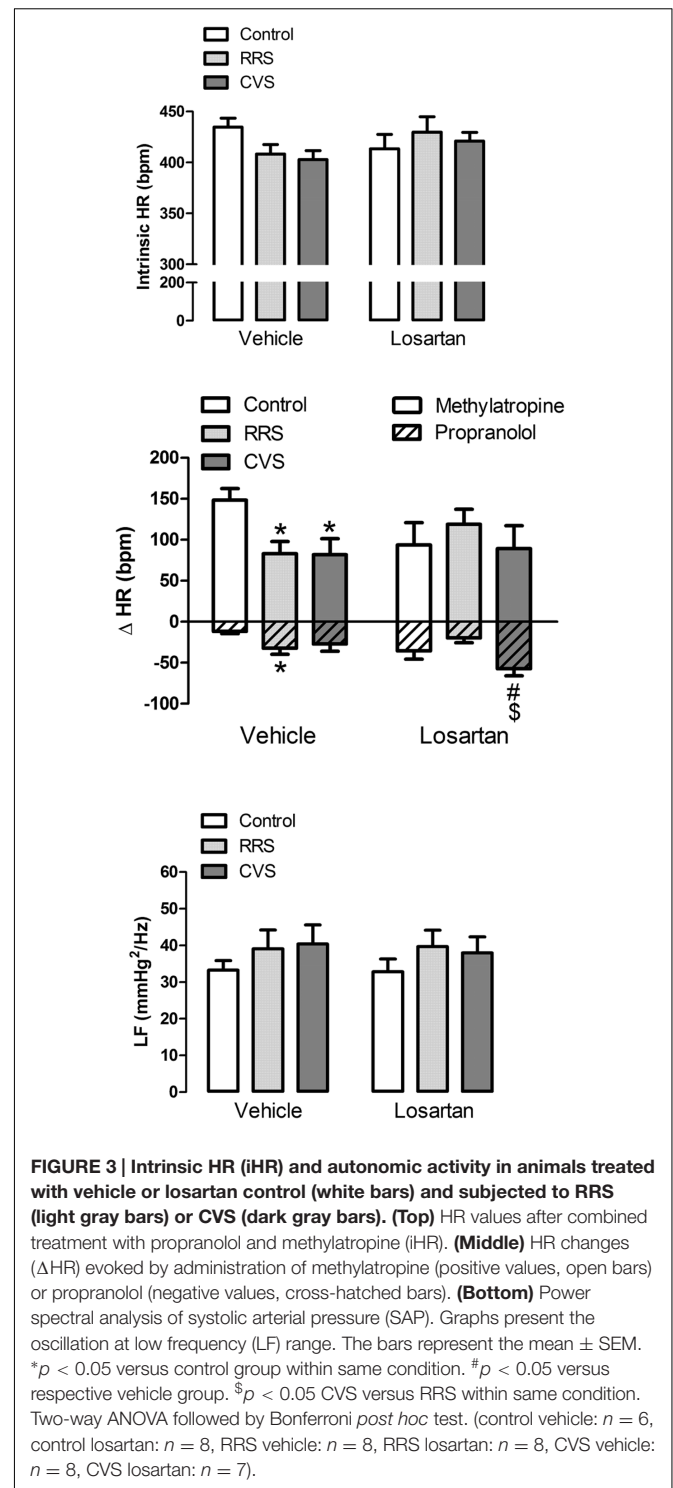 Control
RRS
CVS
Intrinsic HR (bpm)
450
400
350
300
200
0
Vehicle
Losartan
Control
RRS
CVS
Methylatropine
Propranolol
Δ HR (bpm)
200
150
100
50
0
-50
-100
*
*
*
#
$
Vehicle
Losartan
Control
RRS
CVS
LF (mmHg²/Hz)
60
50
40
30
20
10
0
Vehicle
Losartan
FIGURE 3 | Intrinsic HR (iHR) and autonomic activity in animals treated
with vehicle or losartan control (white bars) and subjected to RRS
(light gray bars) or CVS (dark gray bars). (Top) HR values after combined
treatment with propranolol and methylatropine (iHR). (Middle) HR changes
(ΔHR) evoked by administration of methylatropine (positive values, open bars)
or propranolol (negative values, cross-hatched bars). (Bottom) Power
spectral analysis of systolic arterial pressure (SAP). Graphs present the
oscillation at low frequency (LF) range. The bars represent the mean ± SEM.
*p < 0.05 versus control group within same condition. #p < 0.05 versus
respective vehicle group. $p < 0.05 CVS versus RRS within same condition.
Two-way ANOVA followed by Bonferroni post hoc test. (control vehicle: n = 6,
control losartan: n = 8, RRS vehicle: n = 8, RRS losartan: n = 8, CVS vehicle:
n = 8, CVS losartan: n = 7).